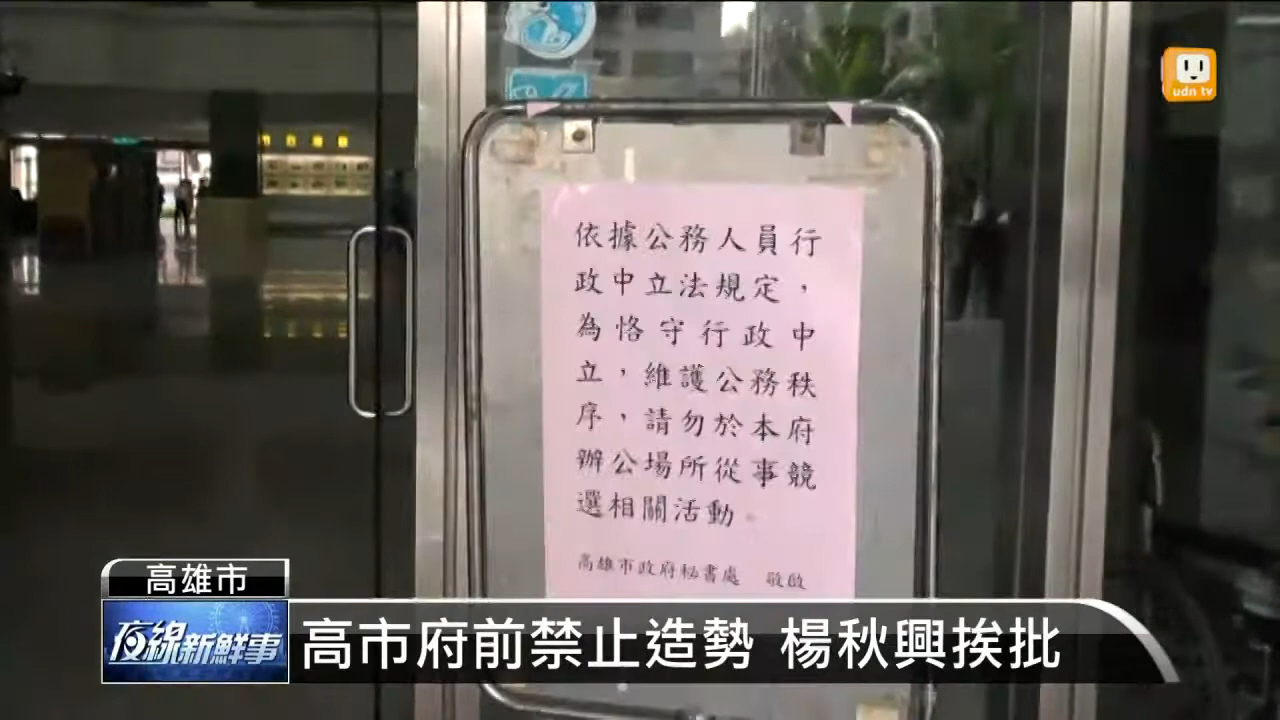 udn tv
依據公務人員行
政中立法規定，
為恪守行政中
立，維護公務秩
序，請勿於本府
辦公場所從事競
選相關活動。
高雄市政府秘書處 敬啟
高雄市
夜線新鮮事
高市府前禁止造勢 楊秋興挨批